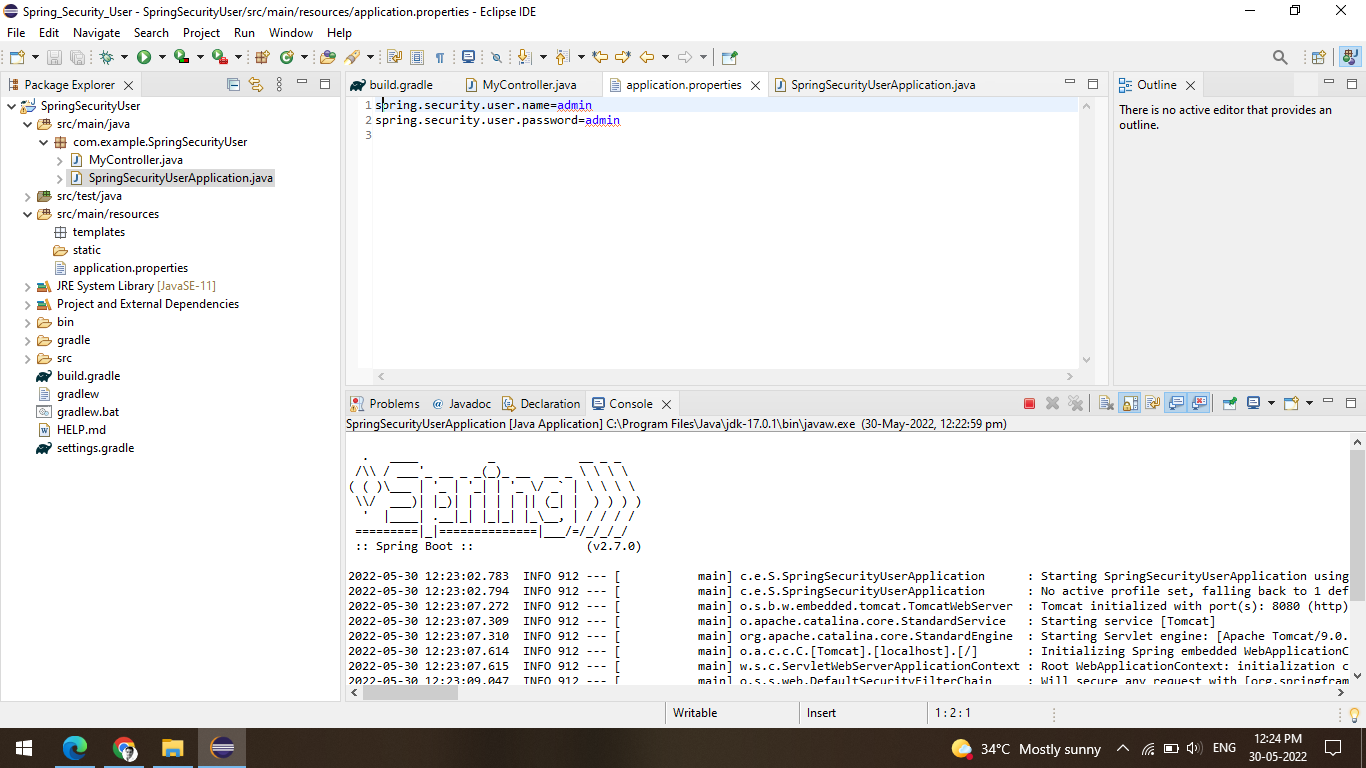 Spring_Security_User - SpringSecurityUser/src/main/resources/application.properties - Eclipse IDE
File Edit Navigate Search Project Run Window Help
Package Explorer
SpringSecurityUser
src/main/java
com.example.SpringSecurityUser
MyController.java
SpringSecurityUserApplication.java
src/test/java
src/main/resources
templates
static
application.properties
JRE System Library [JavaSE-11]
Project and External Dependencies
bin
gradle
src
build.gradle
gradlew
gradlew.bat
HELP.md
settings.gradle
build.gradle MyController.java application.properties SpringSecurityUserApplication.java
1 spring.security.user.name=admin
2 spring.security.user.password=admin
3
Outline
There is no active editor that provides an
outline.
Problems @ Javadoc Declaration Console
SpringSecurityUserApplication [Java Application] C:\Program Files\Java\jdk-17.0.1\bin\javaw.exe (30-May-2022, 12:22:59 pm)
Spring
:: Spring Boot :: (v2.7.0)
2022-05-30 12:23:02.783 INFO 912 --- [ main] c.e.S.SpringSecurityUserApplication : Starting SpringSecurityUserApplication using
2022-05-30 12:23:02.794 INFO 912 --- [ main] c.e.S.SpringSecurityUserApplication : No active profile set, falling back to 1 def
2022-05-30 12:23:07.272 INFO 912 --- [ main] o.s.b.w.embedded.tomcat.TomcatWebServer : Tomcat initialized with port(s): 8080 (http)
2022-05-30 12:23:07.309 INFO 912 --- [ main] o.apache.catalina.core.StandardService : Starting service [Tomcat]
2022-05-30 12:23:07.310 INFO 912 --- [ main] org.apache.catalina.core.StandardEngine : Starting Servlet engine: [Apache Tomcat/9.0.
2022-05-30 12:23:07.614 INFO 912 --- [ main] o.a.c.c.C.[Tomcat].[localhost].[/] : Initializing Spring embedded WebApplicationC
2022-05-30 12:23:07.615 INFO 912 --- [ main] w.s.c.ServletWebServerApplicationContext : Root WebApplicationContext: initialization c
2022-05-30 12:23:09.047 INFO 912 --- [ main] o.s.s.web.DefaultSecurityFilterChain : Will secure any request with [org.springfram
Writable Insert 1 : 2 : 1
34°C Mostly sunny ENG 12:24 PM
30-05-2022